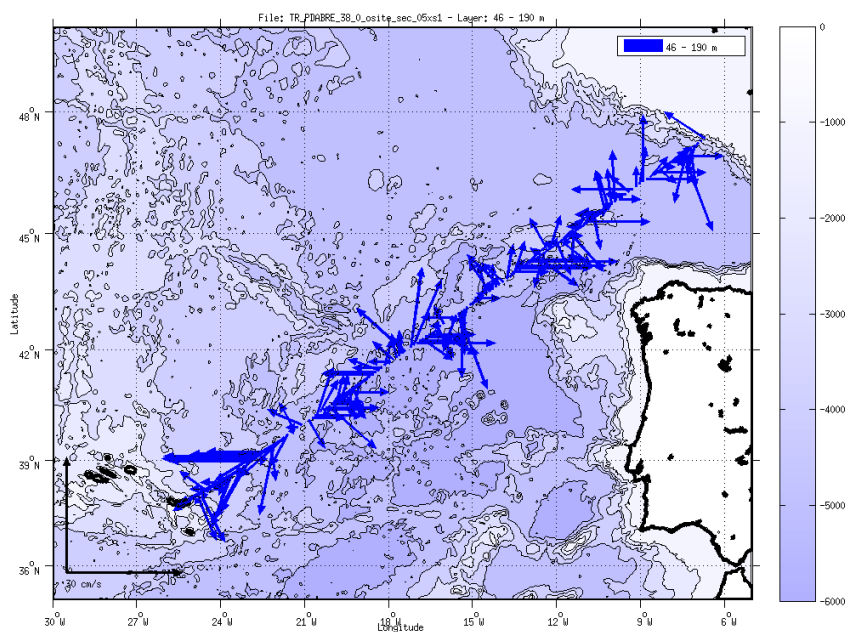 File: TR_PDABRE_38_0_osite_sec_05xs1 - Layer: 46 - 190 m
46 - 190 m
0
-1000
-2000
-3000
-4000
-5000
-6000
48° N
45° N
42° N
39° N
36° N
Latitude
30 cm/s
30 W
27 W
24 W
21 W
18 W
15 W
12 W
9 W
6 W
Longitude